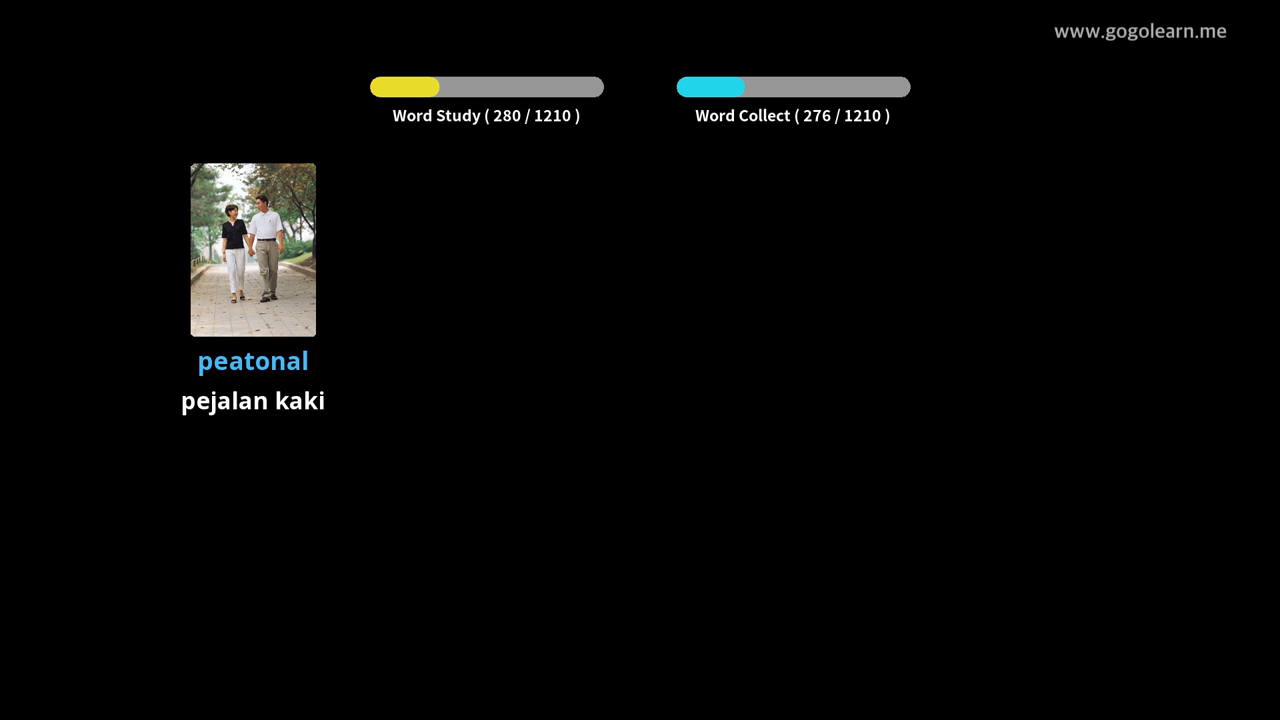 www.gogolearn.me
Word Study ( 280 / 1210 )
Word Collect ( 276 / 1210 )
peatonal
pejalan kaki